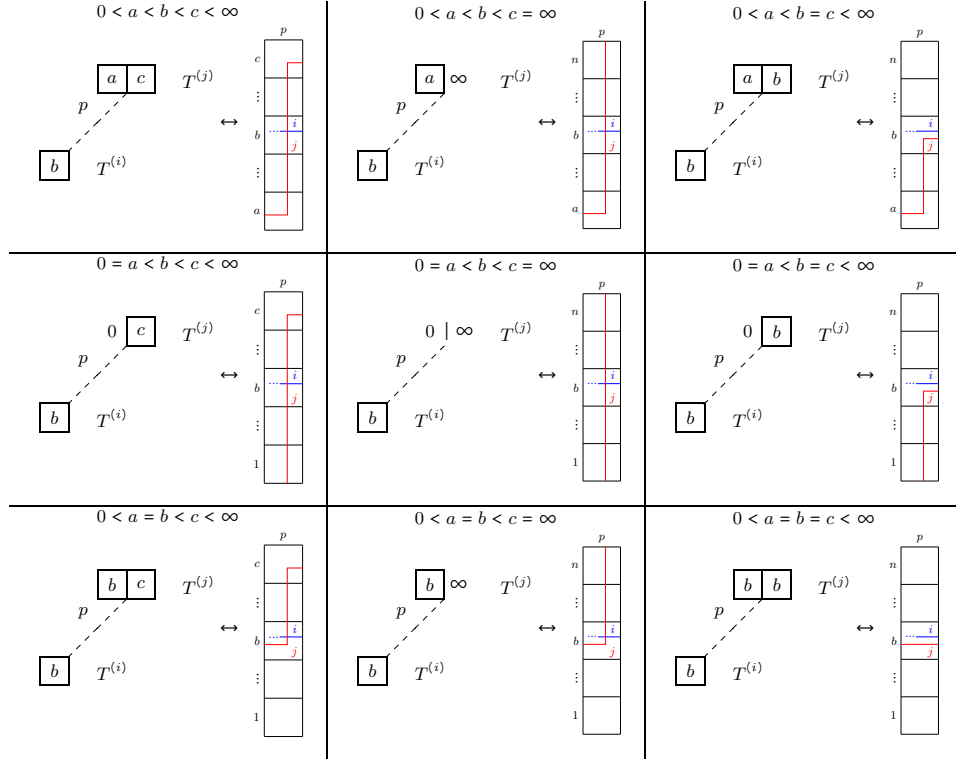 0 < a < b < c < ∞
a c T^(j)
p
b T^(i)
↔
p
c
⋮
b
⋮
a
i
j
0 < a < b < c = ∞
a ∞ T^(j)
p
b T^(i)
↔
p
n
⋮
b
⋮
a
i
j
0 < a < b = c < ∞
a b T^(j)
p
b T^(i)
↔
p
n
⋮
b
⋮
a
i
j
0 = a < b < c < ∞
0 c T^(j)
p
b T^(i)
↔
p
c
⋮
b
⋮
1
i
j
0 = a < b < c = ∞
0 | ∞ T^(j)
p
b T^(i)
↔
p
n
⋮
b
⋮
1
i
j
0 = a < b = c < ∞
0 b T^(j)
p
b T^(i)
↔
p
n
⋮
b
⋮
1
i
j
0 < a = b < c < ∞
b c T^(j)
p
b T^(i)
↔
p
c
⋮
b
⋮
1
i
j
0 < a = b < c = ∞
b ∞ T^(j)
p
b T^(i)
↔
p
n
⋮
b
⋮
1
i
j
0 < a = b = c < ∞
b b T^(j)
p
b T^(i)
↔
p
n
⋮
b
⋮
1
i
j